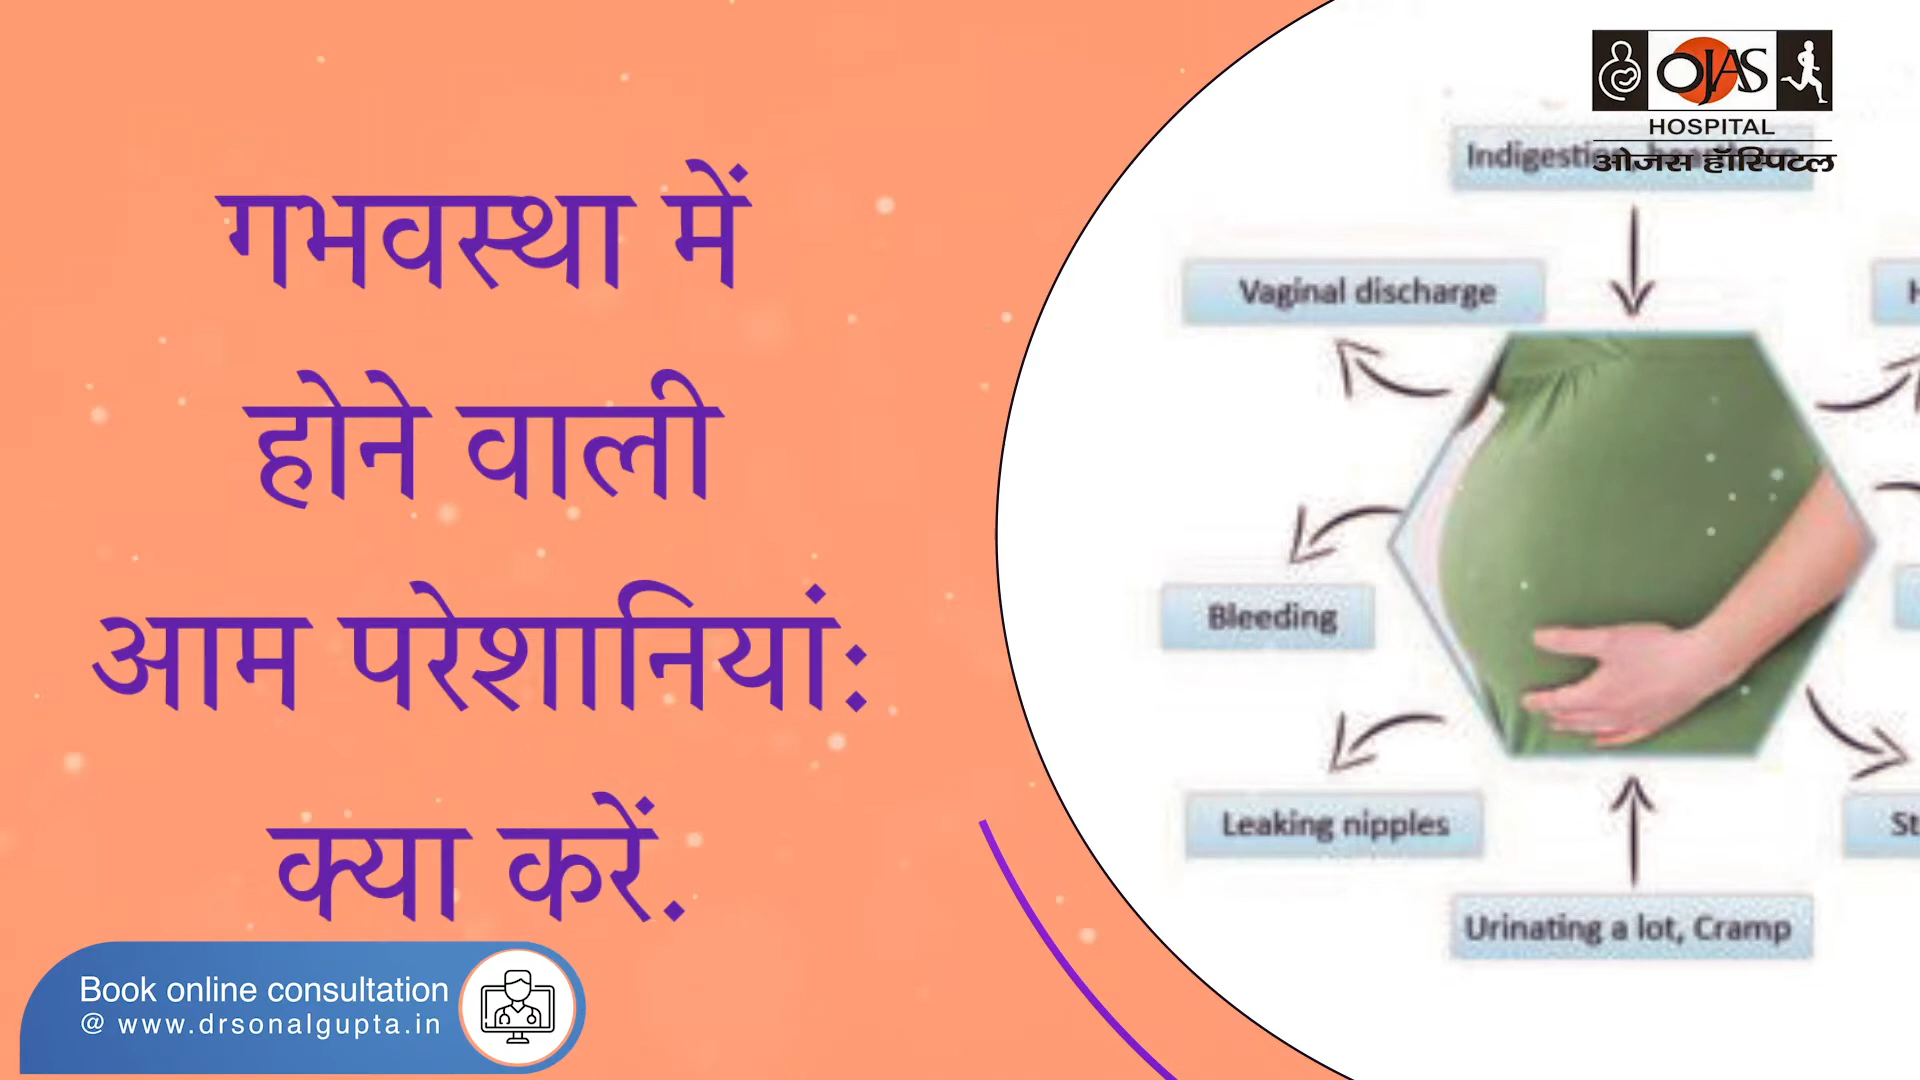 गभवस्था में
होने वाली
आम परेशानियां:
क्या करें.
Book online consultation
@ www.drsonalgupta.in
OJAS
HOSPITAL
ओजस हॉस्पिटल
Vaginal discharge
Bleeding
Leaking nipples
Urinating a lot, Cramp